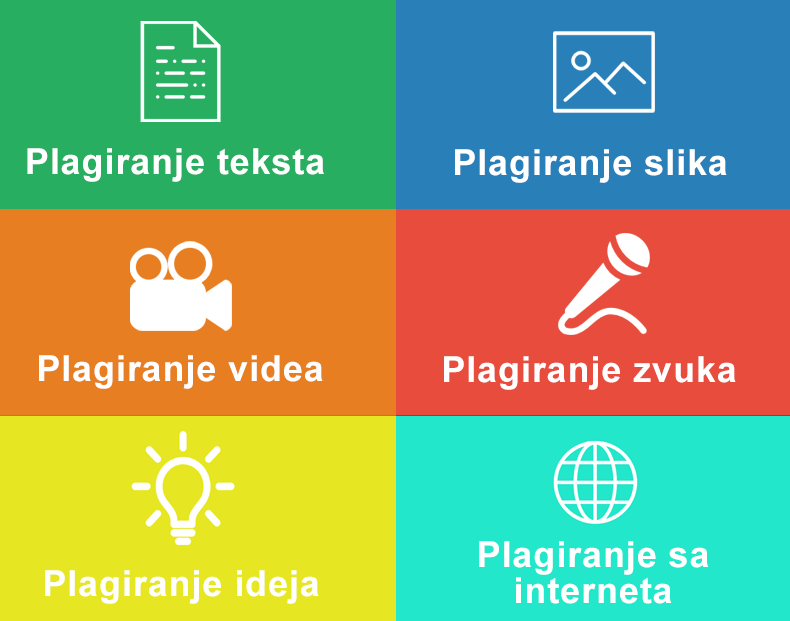 Plagiranje teksta
Plagiranje slika
Plagiranje videa
Plagiranje zvuka
Plagiranje ideja
Plagiranje sa
interneta